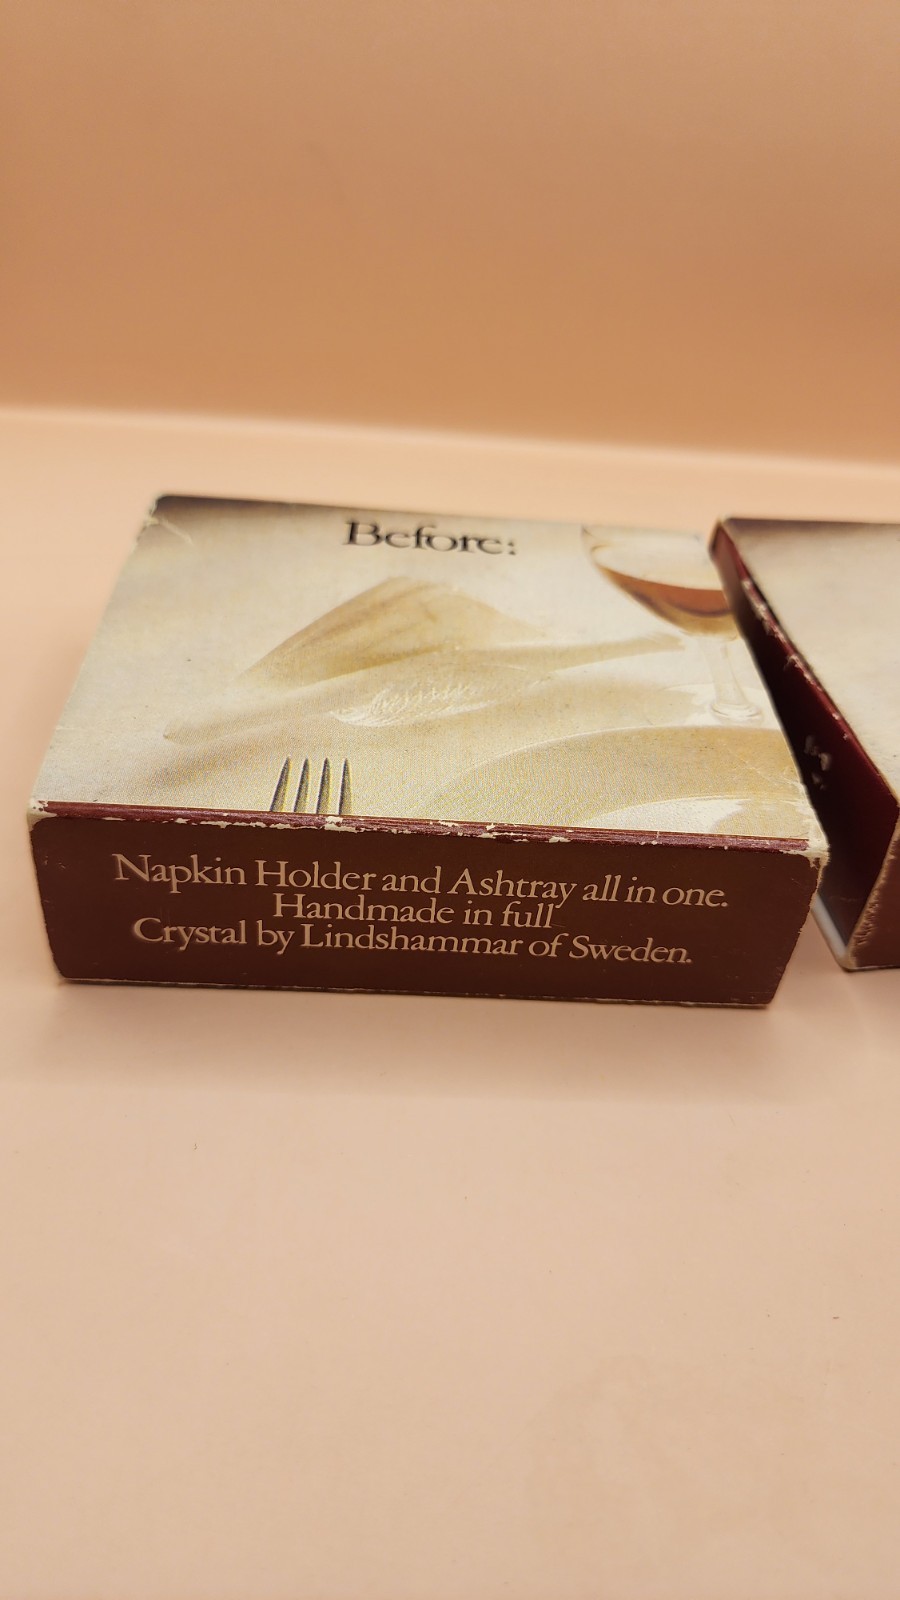 Before:
Napkin Holder and Ashtray all in one.
Handmade in full
Crystal by Lindshammar of Sweden.